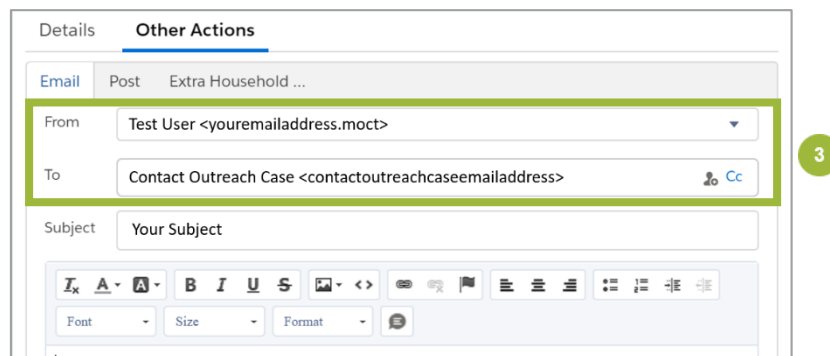 Details Other Actions
Email Post Extra Household ...
From Test User <youremailaddress.moct>
3
To Contact Outreach Case <contactoutreachcaseemailaddress> Cc
Subject Your Subject
Font Size Format